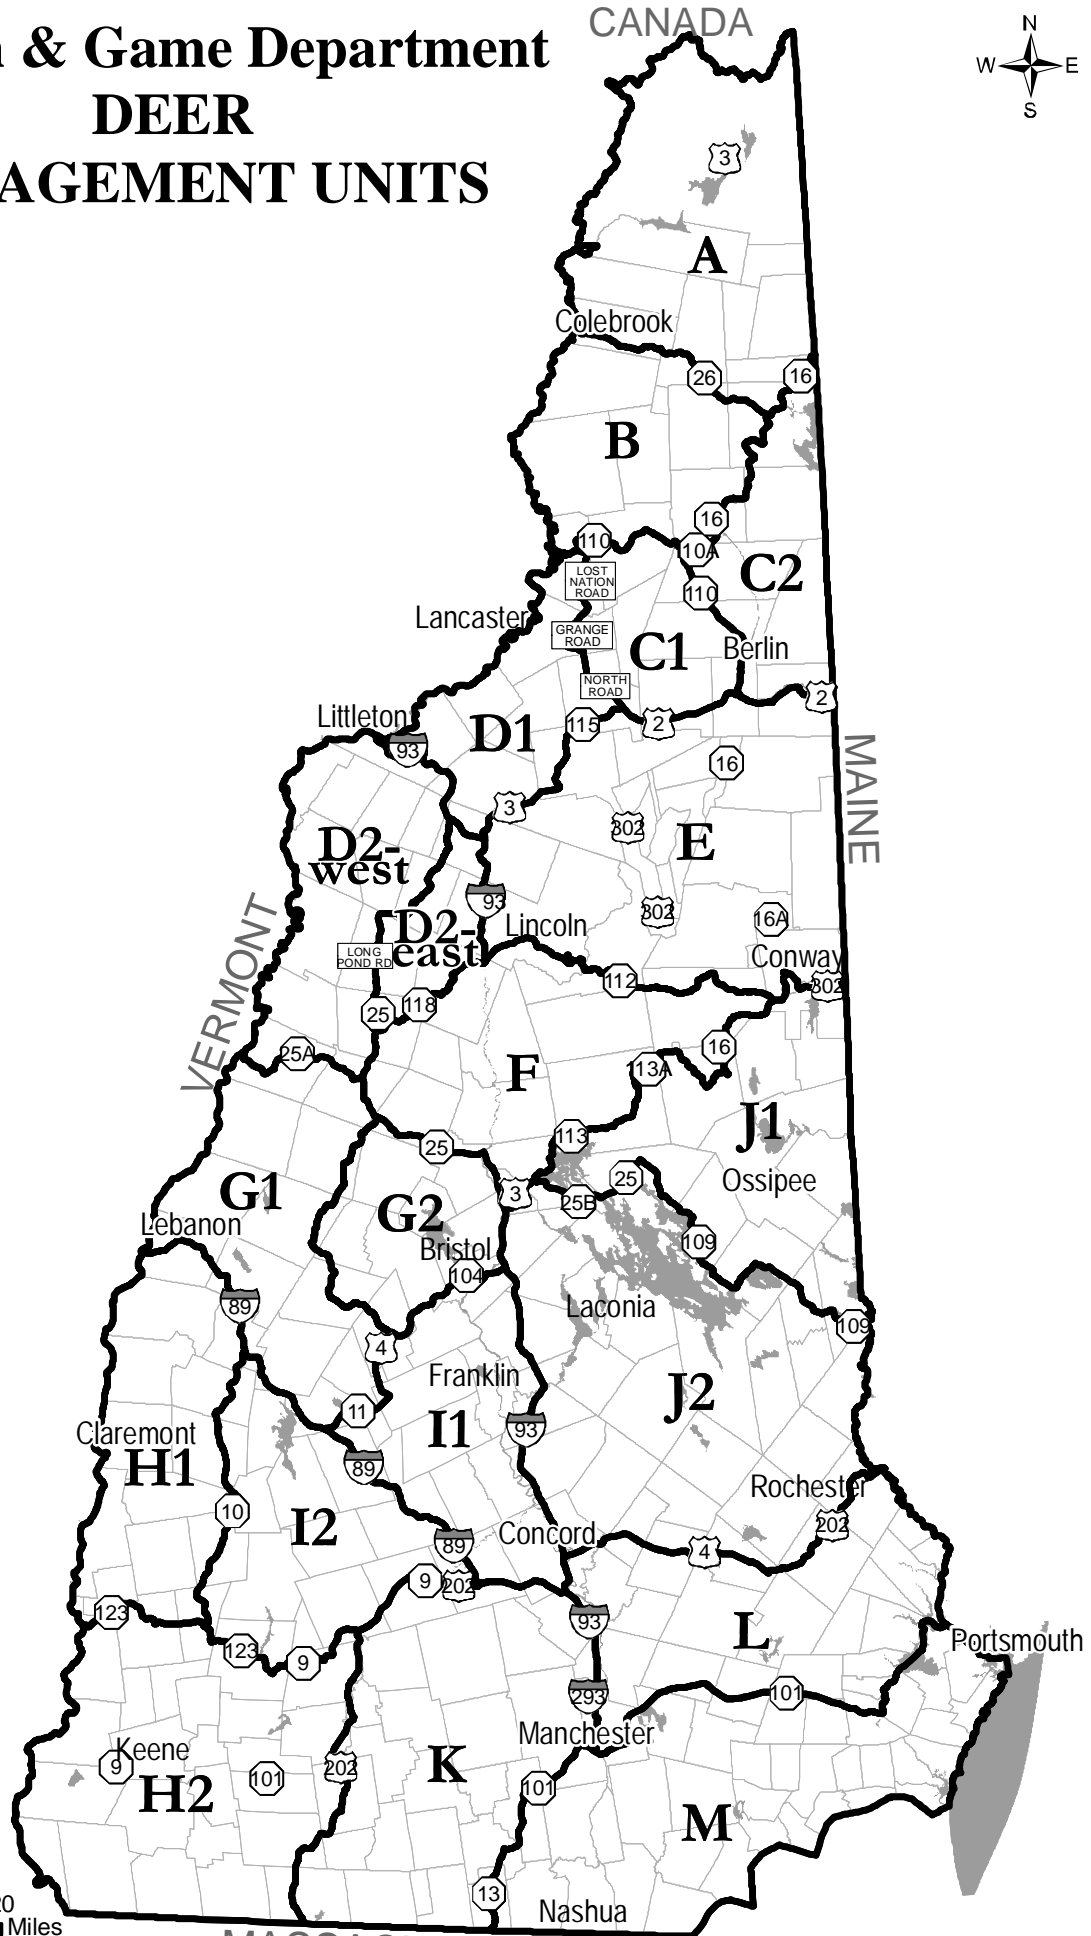 CANADA
& Game Department
DEER
AGEMENT UNITS
N
W E
S
3
A
Colebrook
26
16
B
16
110
10A
LOST
NATION
ROAD
C2
110
Lancaster
GRANGE
ROAD
C1
Berlin
NORTH
ROAD
2
Littleton
115
2
D1
93
16
MAINE
3
302
E
D2-
west
93
302
16A
D2-
east
Lincoln
LONG
POND RD
Conway
112
302
VERMONT
118
25
25A
16
F
113A
J1
113
25
25
Ossipee
G1
3
25B
G2
Lebanon
109
Bristol
104
89
Laconia
109
4
Franklin
J2
11
I1
93
Claremont
H1
89
Rochester
10
I2
202
Concord
89
4
9
202
123
93
L
Portsmouth
123
9
293
101
Manchester
Keene
9
101
202
K
101
H2
M
13
Nashua
20
Miles